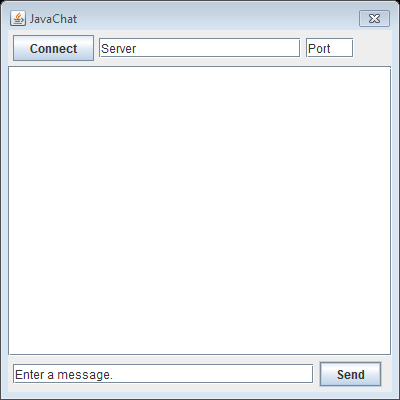 JavaChat
Connect Server Port
Enter a message. Send